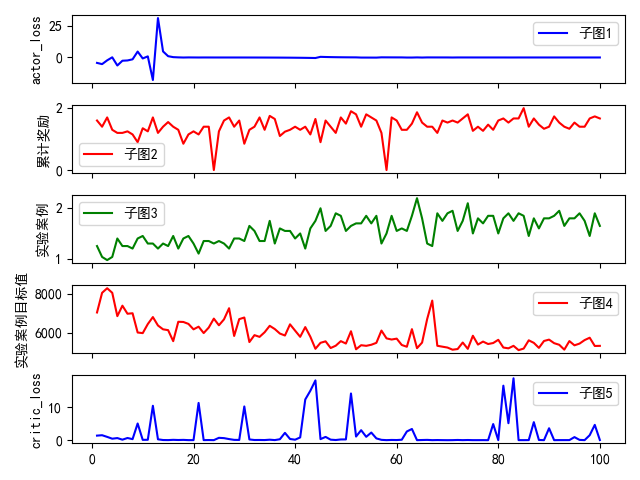 actor_loss
25
0
子图1
累计奖励
2
0
子图2
实验案例
2
1
子图3
实验案例目标值
8000
6000
子图4
critic_loss
10
0
子图5
0 20 40 60 80 100